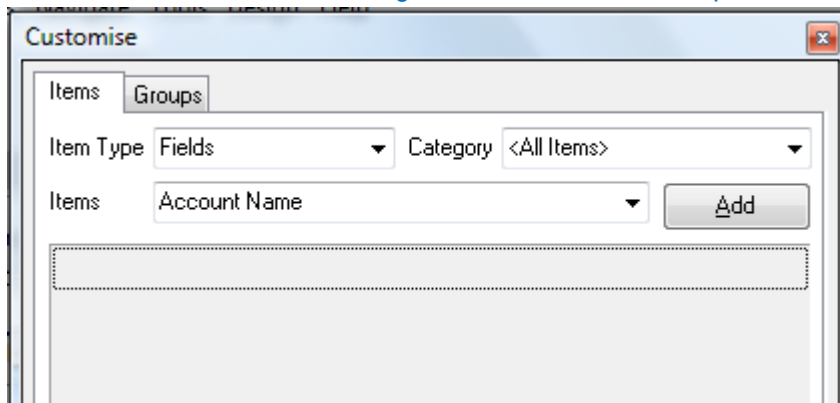 Customise
Items Groups
Item Type Fields Category <All Items>
Items Account Name Add